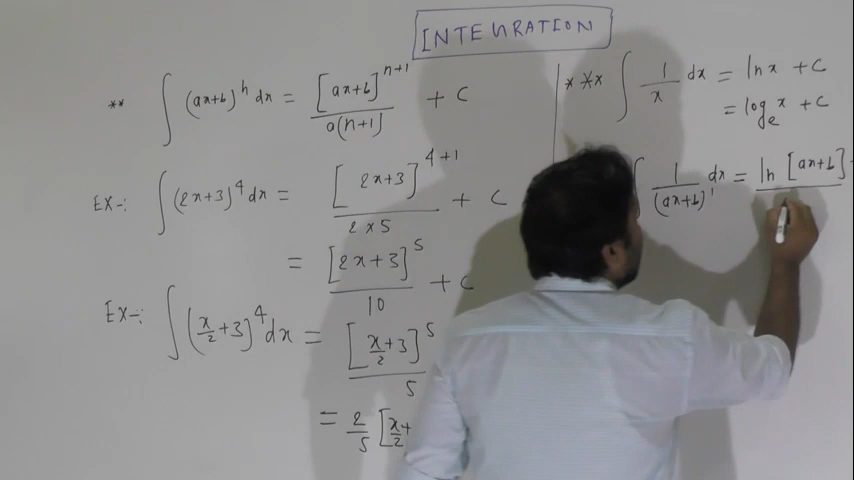 INTEGRATION
** ∫ (ax+b)^n dx = [ax+b]^(n+1) / a(n+1) + C
EX-: ∫ (2x+3)^4 dx = [2x+3]^(4+1) / 2×5 + C
= [2x+3]^5 / 10 + C
EX-: ∫ (x/2+3)^4 dx = [x/2+3]^5 / 5
= 2/5 [x/2+
*** ∫ 1/x dx = ln x + C
= log_e x + C
∫ 1/(ax+b)^1 dx = ln [ax+b]